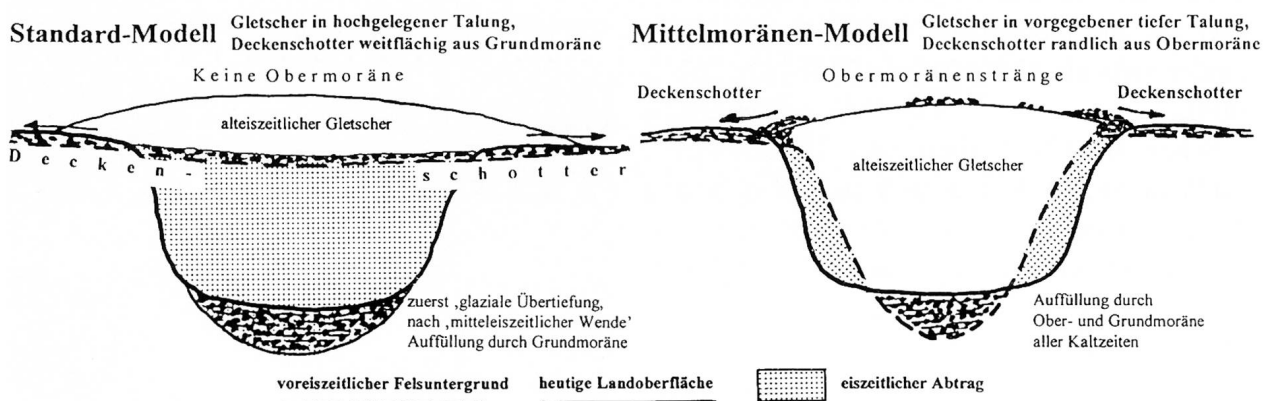 Standard-Modell
Gletscher in hochgelegener Talung,
Deckenschotter weitflächig aus Grundmoräne
Keine Obermoräne
alteiszeitlicher Gletscher
Decken-
schotter
zuerst ‚glaziale Übertiefung,
nach ‚mitteleiszeitlicher Wende’
Auffüllung durch Grundmoräne
Mittelmoränen-Modell
Gletscher in vorgegebener tiefer Talung,
Deckenschotter randlich aus Obermoräne
Obermoränenstränge
Deckenschotter
Deckenschotter
alteiszeitlicher Gletscher
Auffüllung durch
Ober- und Grundmoräne
aller Kaltzeiten
voreiszeitlicher Felsuntergrund
heutige Landoberfläche
eiszeitlicher Abtrag